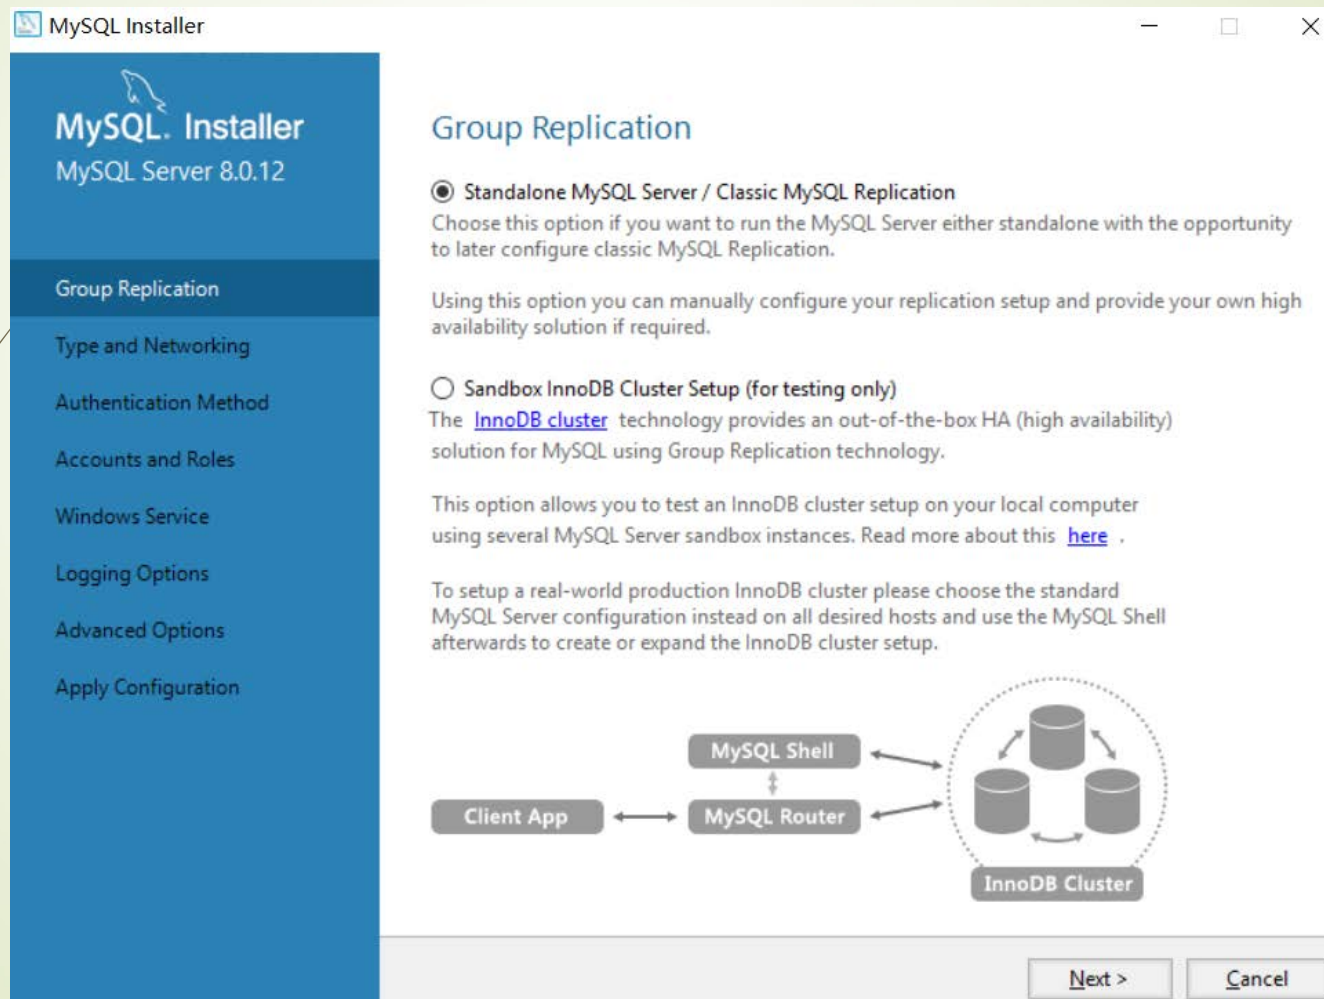 MySQL Installer
MySQL. Installer
MySQL Server 8.0.12
Group Replication
Type and Networking
Authentication Method
Accounts and Roles
Windows Service
Logging Options
Advanced Options
Apply Configuration
Group Replication
Standalone MySQL Server / Classic MySQL Replication
Choose this option if you want to run the MySQL Server either standalone with the opportunity
to later configure classic MySQL Replication.
Using this option you can manually configure your replication setup and provide your own high
availability solution if required.
Sandbox InnoDB Cluster Setup (for testing only)
The InnoDB cluster technology provides an out-of-the-box HA (high availability)
solution for MySQL using Group Replication technology.
This option allows you to test an InnoDB cluster setup on your local computer
using several MySQL Server sandbox instances. Read more about this here .
To setup a real-world production InnoDB cluster please choose the standard
MySQL Server configuration instead on all desired hosts and use the MySQL Shell
afterwards to create or expand the InnoDB cluster setup.
MySQL Shell
Client App
MySQL Router
InnoDB Cluster
Next >
Cancel